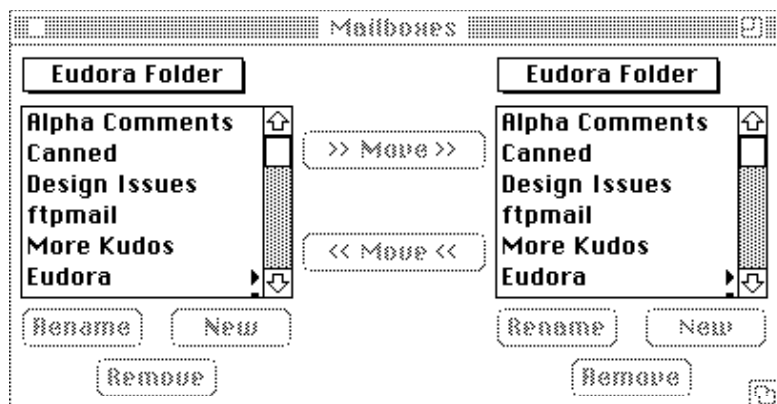 Mailboxes
Eudora Folder
Eudora Folder
Alpha Comments
Canned
Design Issues
ftpmail
More Kudos
Eudora
>> Move >>
<< Move <<
Alpha Comments
Canned
Design Issues
ftpmail
More Kudos
Eudora
Rename
New
Remove
Rename
New
Remove